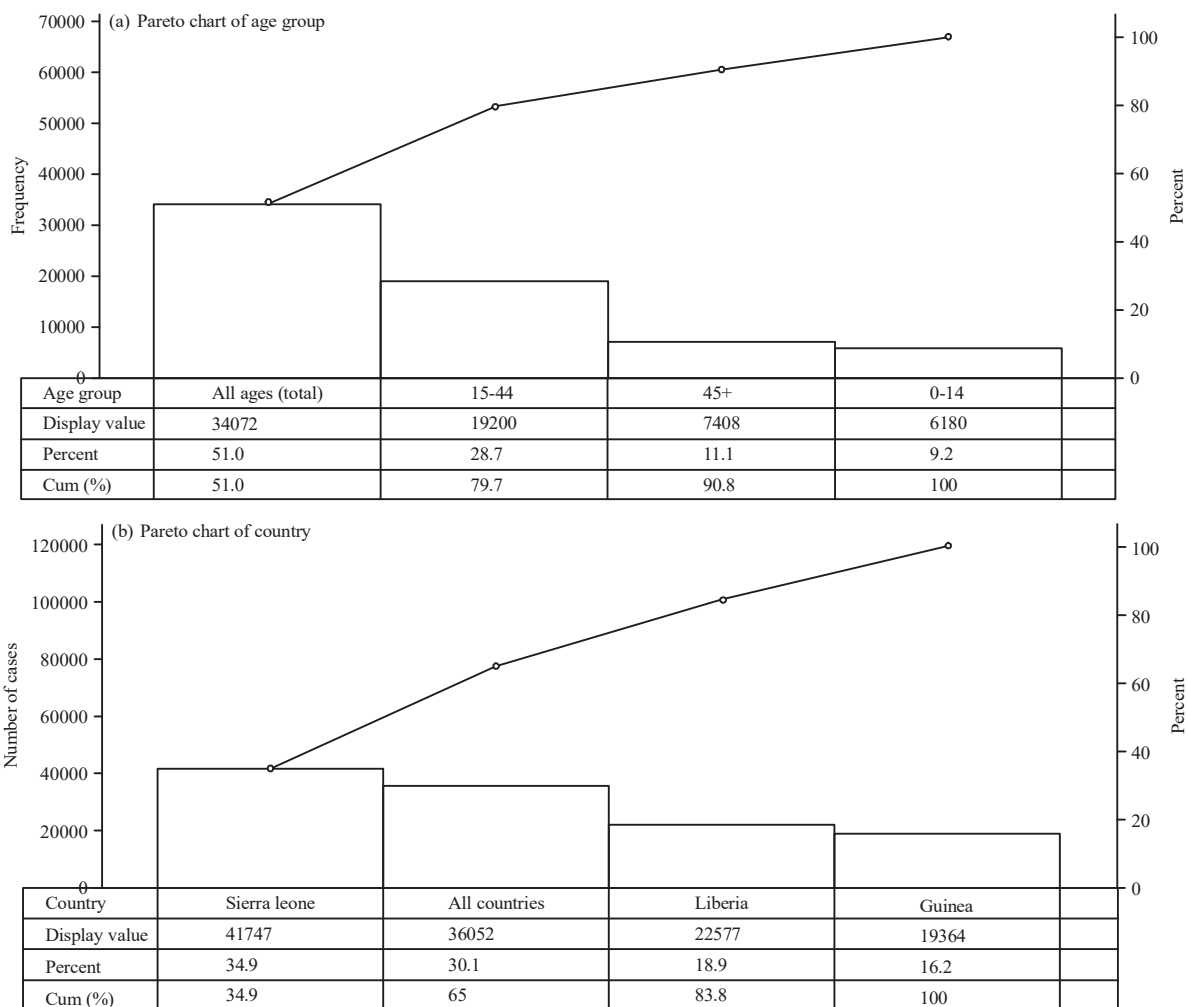 (a) Pareto chart of age group
70000
60000
50000
40000
30000
20000
10000
0
Frequency
100
80
60
40
20
0
Percent
Age group All ages (total) 15-44 45+ 0-14
Display value 34072 19200 7408 6180
Percent 51.0 28.7 11.1 9.2
Cum (%) 51.0 79.7 90.8 100
(b) Pareto chart of country
120000
100000
80000
60000
40000
20000
0
Number of cases
100
80
60
40
20
0
Percent
Country Sierra leone All countries Liberia Guinea
Display value 41747 36052 22577 19364
Percent 34.9 30.1 18.9 16.2
Cum (%) 34.9 65 83.8 100